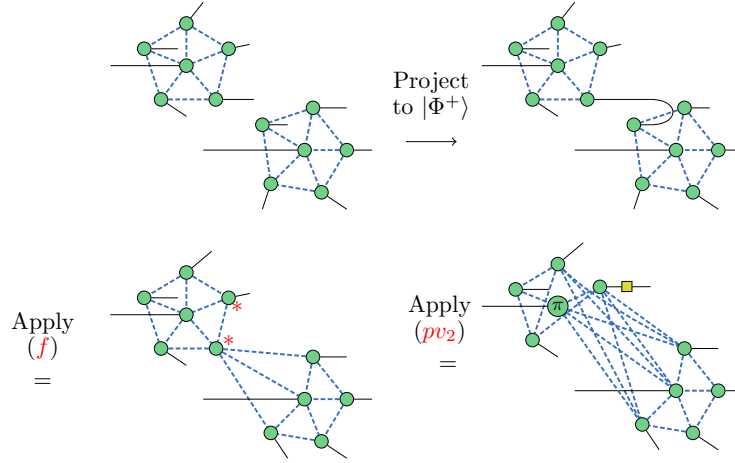 Project
to |Φ⁺⟩
⟶
*
*
Apply
(f)
=
π
Apply
(pv₂)
=